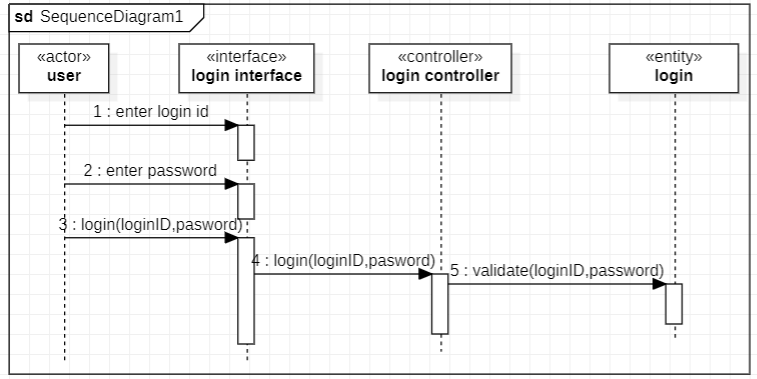 sd SequenceDiagram1
«actor»
user
«interface»
login interface
«controller»
login controller
«entity»
login
1 : enter login id
2 : enter password
3 : login(loginID,pasword)
4 : login(loginID,pasword)
5 : validate(loginID,password)